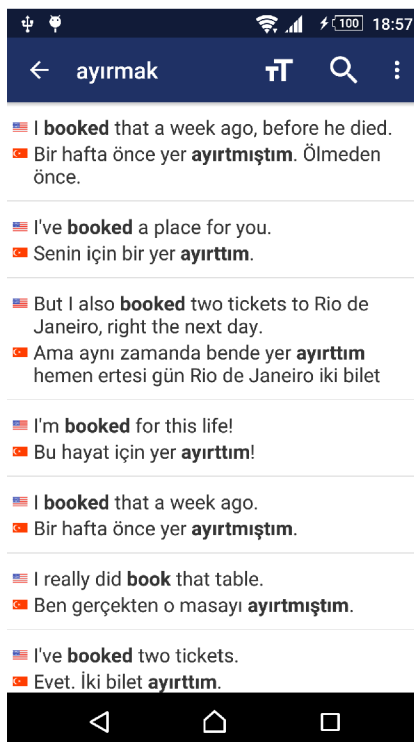 100 18:57
ayırmak
I booked that a week ago, before he died.
Bir hafta önce yer ayırtmıştım. Ölmeden
önce.
I've booked a place for you.
Senin için bir yer ayırttım.
But I also booked two tickets to Rio de
Janeiro, right the next day.
Ama aynı zamanda bende yer ayırttım
hemen ertesi gün Rio de Janeiro iki bilet
I'm booked for this life!
Bu hayat için yer ayırttım!
I booked that a week ago.
Bir hafta önce yer ayırtmıştım.
I really did book that table.
Ben gerçekten o masayı ayırtmıştım.
I've booked two tickets.
Evet. İki bilet ayırttım.